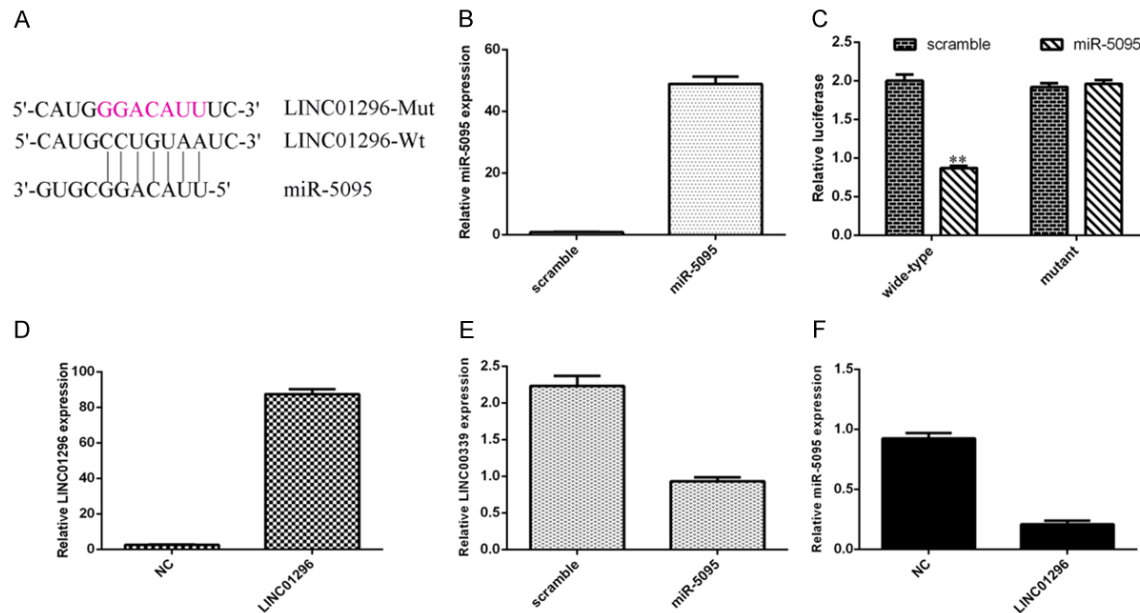 A
5'-CAUGGGACAUUUC-3' LINC01296-Mut
5'-CAUGCCUGUAAUC-3' LINC01296-Wt
3'-GUGCGGACAUU-5' miR-5095
B
Relative miR-5095 expression
60
40
20
0
scramble
miR-5095
C
scramble
miR-5095
Relative luciferase
2.5
2.0
1.5
1.0
0.5
0.0
**
wide-type
mutant
D
Relative LINC01296 expression
100
80
60
40
20
0
NC
LINC01296
E
Relative LINC00339 expression
2.5
2.0
1.5
1.0
0.5
0.0
scramble
miR-5095
F
Relative miR-5095 expression
1.5
1.0
0.5
0.0
NC
LINC01296